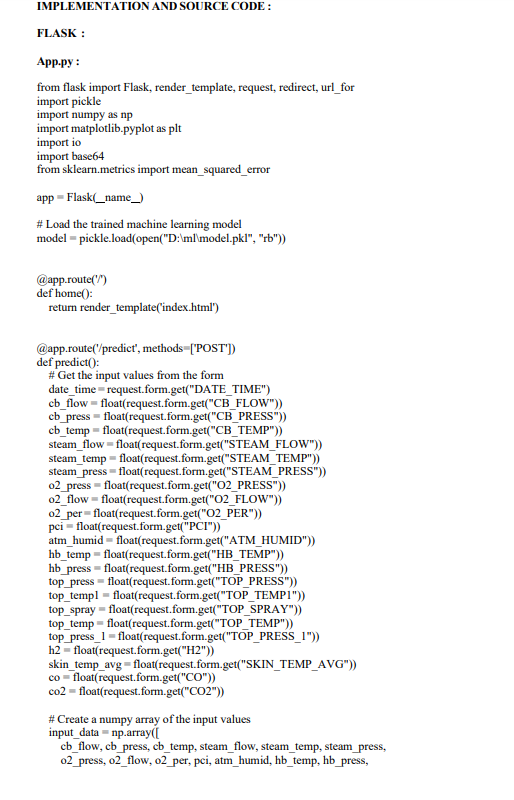 IMPLEMENTATION AND SOURCE CODE :
FLASK :
App.py :
from flask import Flask, render_template, request, redirect, url_for
import pickle
import numpy as np
import matplotlib.pyplot as plt
import io
import base64
from sklearn.metrics import mean_squared_error
app = Flask(__name__)
# Load the trained machine learning model
model = pickle.load(open("D:\ml\model.pkl", "rb"))
@app.route('/')
def home():
return render_template('index.html')
@app.route('/predict', methods=['POST'])
def predict():
# Get the input values from the form
date_time = request.form.get("DATE_TIME")
cb_flow = float(request.form.get("CB_FLOW"))
cb_press = float(request.form.get("CB_PRESS"))
cb_temp = float(request.form.get("CB_TEMP"))
steam_flow = float(request.form.get("STEAM_FLOW"))
steam_temp = float(request.form.get("STEAM_TEMP"))
steam_press = float(request.form.get("STEAM_PRESS"))
o2_press = float(request.form.get("O2_PRESS"))
o2_flow = float(request.form.get("O2_FLOW"))
o2_per = float(request.form.get("O2_PER"))
pci = float(request.form.get("PCI"))
atm_humid = float(request.form.get("ATM_HUMID"))
hb_temp = float(request.form.get("HB_TEMP"))
hb_press = float(request.form.get("HB_PRESS"))
top_press = float(request.form.get("TOP_PRESS"))
top_temp1 = float(request.form.get("TOP_TEMP1"))
top_spray = float(request.form.get("TOP_SPRAY"))
top_temp = float(request.form.get("TOP_TEMP"))
top_press_1 = float(request.form.get("TOP_PRESS_1"))
h2 = float(request.form.get("H2"))
skin_temp_avg = float(request.form.get("SKIN_TEMP_AVG"))
co = float(request.form.get("CO"))
co2 = float(request.form.get("CO2"))
# Create a numpy array of the input values
input_data = np.array([
cb_flow, cb_press, cb_temp, steam_flow, steam_temp, steam_press,
o2_press, o2_flow, o2_per, pci, atm_humid, hb_temp, hb_press,